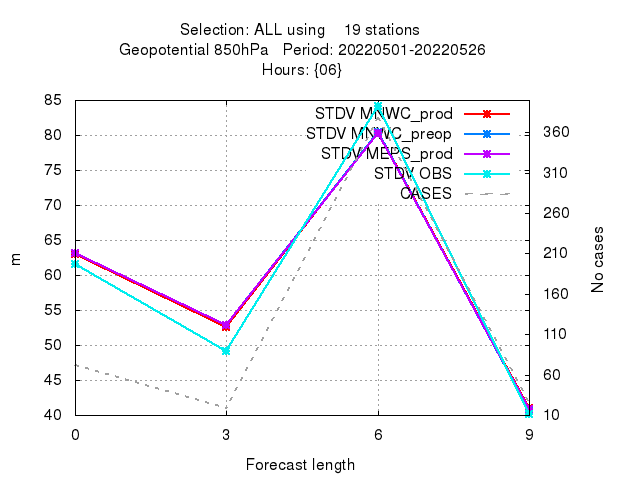 Selection: ALL using 19 stations
Geopotential 850hPa Period: 20220501-20220526
Hours: {06}
85
80
75
70
65
60
55
50
45
40
m
STDV MNWC_prod
STDV MNWC_preop
STDV MEPS_prod
STDV OBS
CASES
360
310
260
210
160
110
60
10
No cases
0 3 6 9
Forecast length